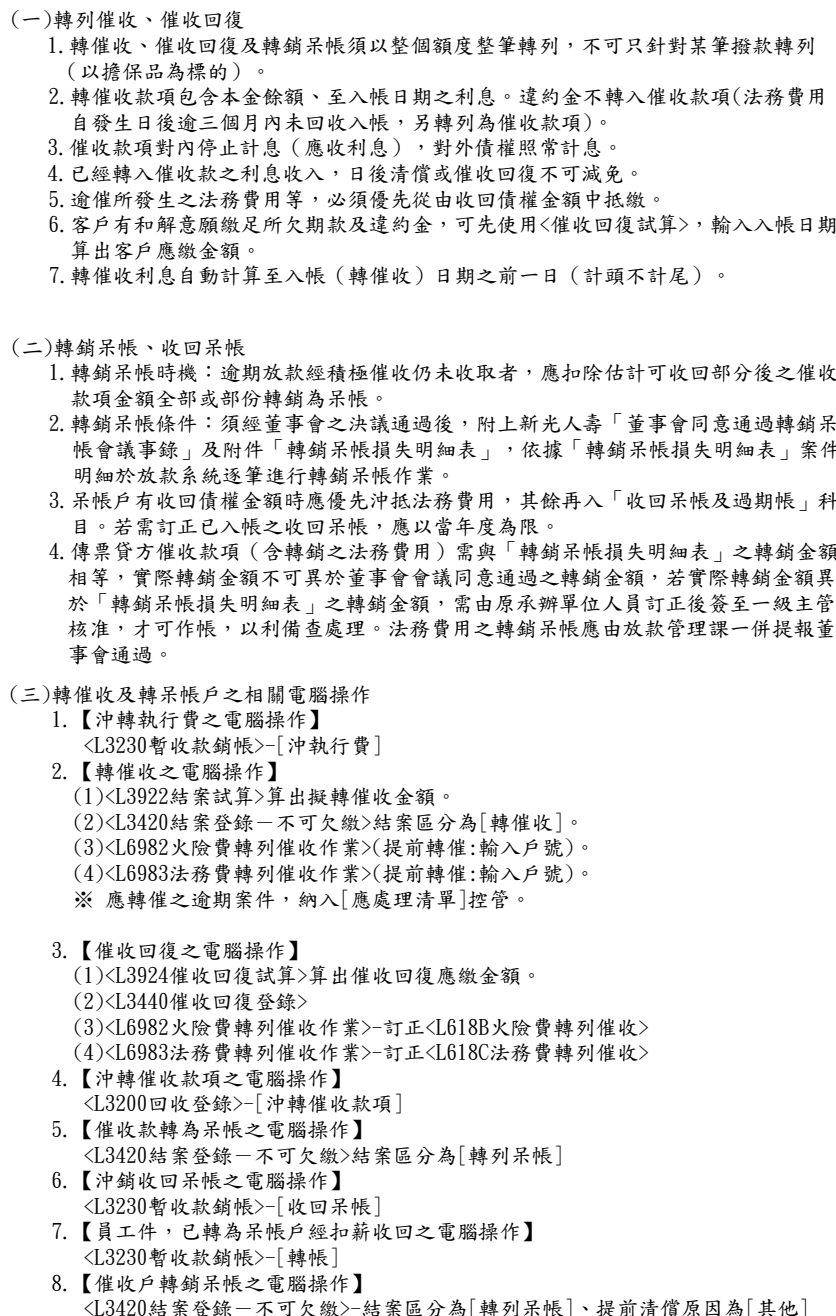 (一)轉列催收、催收回復
1.轉催收、催收回復及轉銷呆帳須以整個額度整筆轉列，不可只針對某筆撥款轉列
（以擔保品為標的）。
2.轉催收款項包含本金餘額、至入帳日期之利息。違約金不轉入催收款項(法務費用
自發生日後逾三個月內未回收入帳，另轉列為催收款項)。
3.催收款項對內停止計息（應收利息），對外債權照常計息。
4.已經轉入催收款之利息收入，日後清償或催收回復不可減免。
5.逾催所發生之法務費用等，必須優先從由收回債權金額中抵繳。
6.客戶有和解意願繳足所欠期款及違約金，可先使用<催收回復試算>，輸入入帳日期
算出客戶應繳金額。
7.轉催收利息自動計算至入帳（轉催收）日期之前一日（計頭不計尾）。
(二)轉銷呆帳、收回呆帳
1.轉銷呆帳時機：逾期放款經積極催收仍未收取者，應扣除估計可收回部分後之催收
款項金額全部或部份轉銷為呆帳。
2.轉銷呆帳條件：須經董事會之決議通過後，附上新光人壽「董事會同意通過轉銷呆
帳會議事錄」及附件「轉銷呆帳損失明細表」，依據「轉銷呆帳損失明細表」案件
明細於放款系統逐筆進行轉銷呆帳作業。
3.呆帳戶有收回債權金額時應優先沖抵法務費用，其餘再入「收回呆帳及過期帳」科
目。若需訂正已入帳之收回呆帳，應以當年度為限。
4.傳票貸方催收款項（含轉銷之法務費用）需與「轉銷呆帳損失明細表」之轉銷金額
相等，實際轉銷金額不可異於董事會會議同意通過之轉銷金額，若實際轉銷金額異
於「轉銷呆帳損失明細表」之轉銷金額，需由原承辦單位人員訂正後簽至一級主管
核准，才可作帳，以利備查處理。法務費用之轉銷呆帳應由放款管理課一併提報董
事會通過。
(三)轉催收及轉呆帳戶之相關電腦操作
1.【沖轉執行費之電腦操作】
<L3230暫收款銷帳>-[沖執行費]
2.【轉催收之電腦操作】
(1)<L3922結案試算>算出擬轉催收金額。
(2)<L3420結案登錄－不可欠繳>結案區分為[轉催收]。
(3)<L6982火險費轉列催收作業>(提前轉催:輸入戶號)。
(4)<L6983法務費轉列催收作業>(提前轉催:輸入戶號)。
※ 應轉催之逾期案件，納入[應處理清單]控管。
3.【催收回復之電腦操作】
(1)<L3924催收回復試算>算出催收回復應繳金額。
(2)<L3440催收回復登錄>
(3)<L6982火險費轉列催收作業>-訂正<L618B火險費轉列催收>
(4)<L6983法務費轉列催收作業>-訂正<L618C法務費轉列催收>
4.【沖轉催收款項之電腦操作】
<L3200回收登錄>-[沖轉催收款項]
5.【催收款轉為呆帳之電腦操作】
<L3420結案登錄－不可欠繳>結案區分為[轉列呆帳]
6.【沖銷收回呆帳之電腦操作】
<L3230暫收款銷帳>-[收回呆帳]
7.【員工件，已轉為呆帳戶經扣薪收回之電腦操作】
<L3230暫收款銷帳>-[轉帳]
8.【催收戶轉銷呆帳之電腦操作】
<L3420結案登錄－不可欠繳>-結案區分為[轉列呆帳]、提前清償原因為[其他]